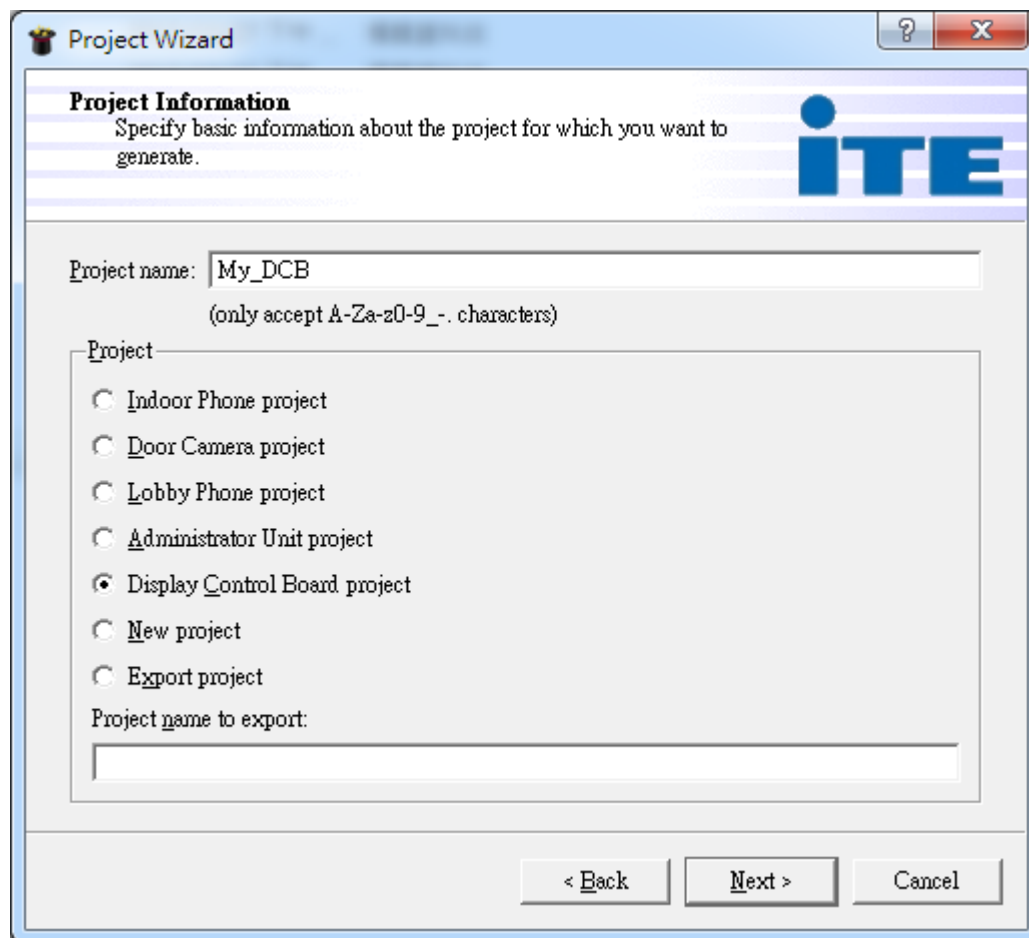 Project Wizard
?
Project Information
Specify basic information about the project for which you want to
generate.
iTE
Project name: My_DCB
(only accept A-Za-z0-9_-. characters)
Project
Indoor Phone project
Door Camera project
Lobby Phone project
Administrator Unit project
Display Control Board project
New project
Export project
Project name to export:
< Back Next > Cancel